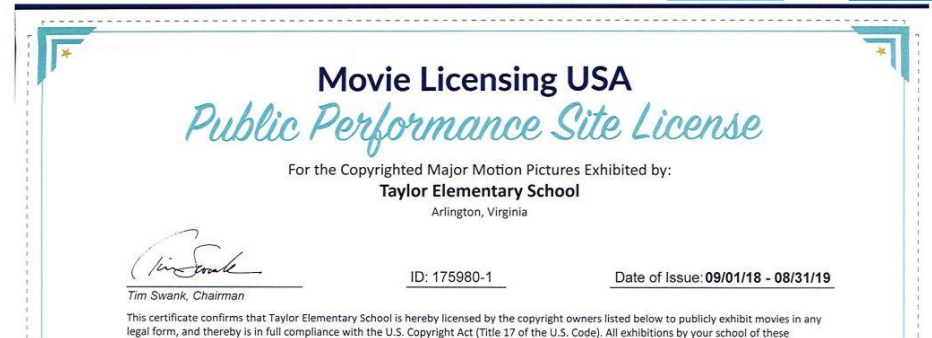 Movie Licensing USA
Public Performance Site License
For the Copyrighted Major Motion Pictures Exhibited by:
Taylor Elementary School
Arlington, Virginia
Tim Swank
ID: 175980-1
Date of Issue: 09/01/18 - 08/31/19
Tim Swank, Chairman
This certificate confirms that Taylor Elementary School is hereby licensed by the copyright owners listed below to publicly exhibit movies in any
legal form, and thereby is in full compliance with the U.S. Copyright Act (Title 17 of the U.S. Code). All exhibitions by your school of these